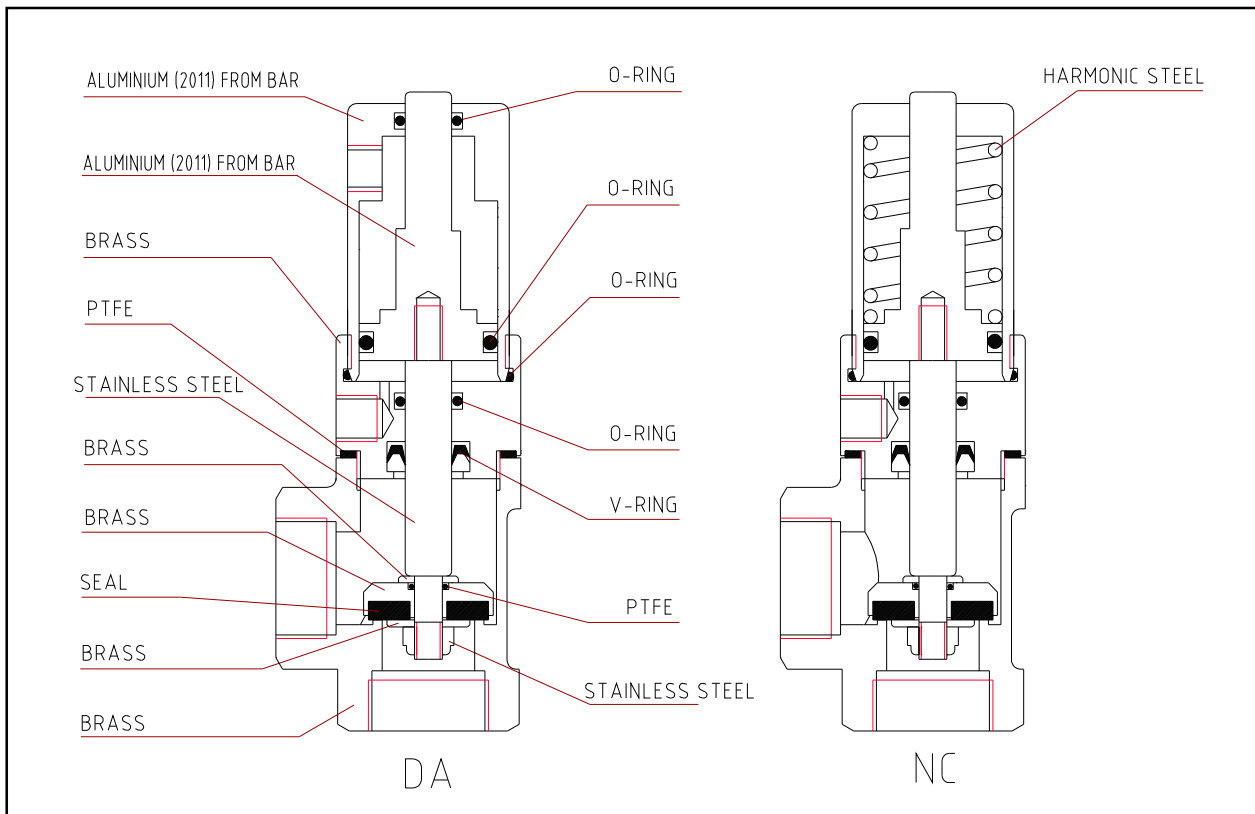 ALUMINIUM (2011) FROM BAR
ALUMINIUM (2011) FROM BAR
BRASS
PTFE
STAINLESS STEEL
BRASS
BRASS
SEAL
BRASS
BRASS
O-RING
O-RING
O-RING
O-RING
V-RING
PTFE
STAINLESS STEEL
DA
HARMONIC STEEL
NC